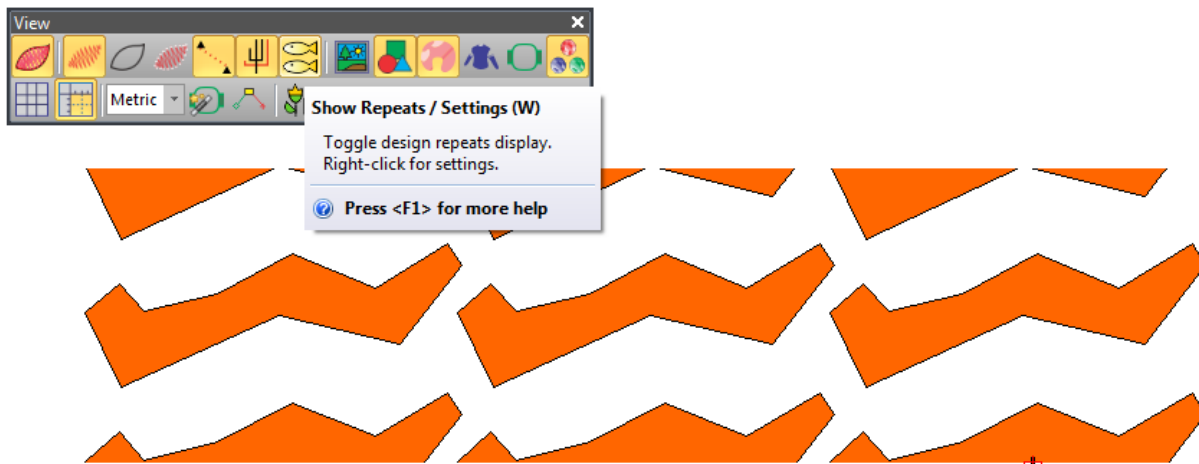 View
Metric
Show Repeats / Settings (W)
Toggle design repeats display.
Right-click for settings.
Press <F1> for more help